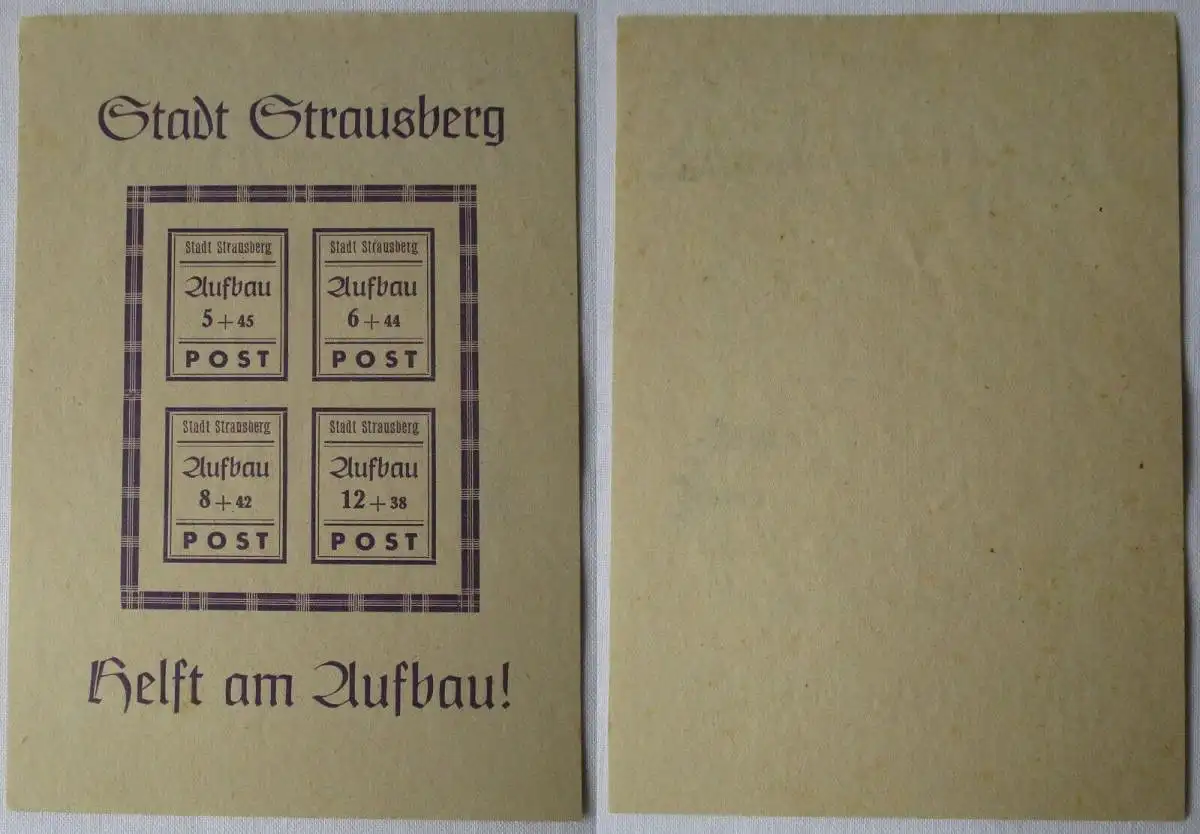 Stadt Strausberg
Stadt Strausberg
Aufbau
5 + 45
POST
Stadt Strausberg
Aufbau
6 + 44
POST
Stadt Strausberg
Aufbau
8 + 42
POST
Stadt Strausberg
Aufbau
12 + 38
POST
Helft am Aufbau!